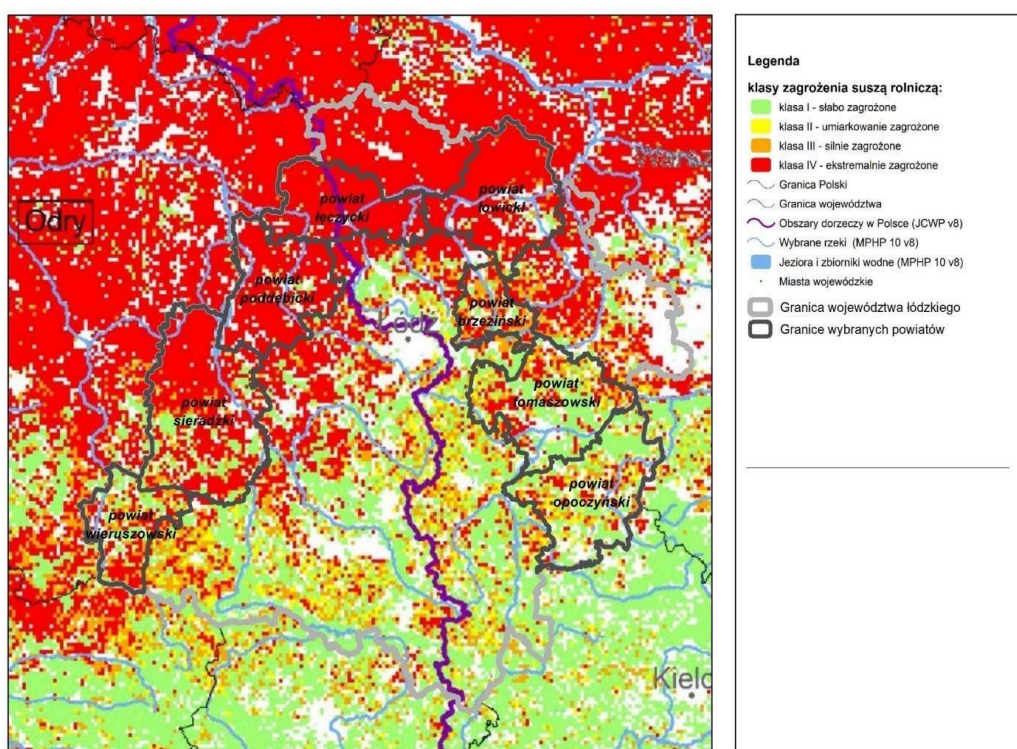 Warsz
Odry
powiat
łęczycki
powiat
łowicki
powiat
poddębicki
powiat
brzeziński
Łódź
powiat
tomaszowski
powiat
sieradzki
powiat
opoczyński
powiat
wieruszowski
Kielc
Legenda
klasy zagrożenia suszą rolniczą:
klasa I - słabo zagrożone
klasa II - umiarkowanie zagrożone
klasa III - silnie zagrożone
klasa IV - ekstremalnie zagrożone
Granica Polski
Granica województwa
Obszary dorzeczy w Polsce (JCWP v8)
Wybrane rzeki (MPHP 10 v8)
Jeziora i zbiorniki wodne (MPHP 10 v8)
Miasta wojewódzkie
Granica województwa łódzkiego
Granice wybranych powiatów